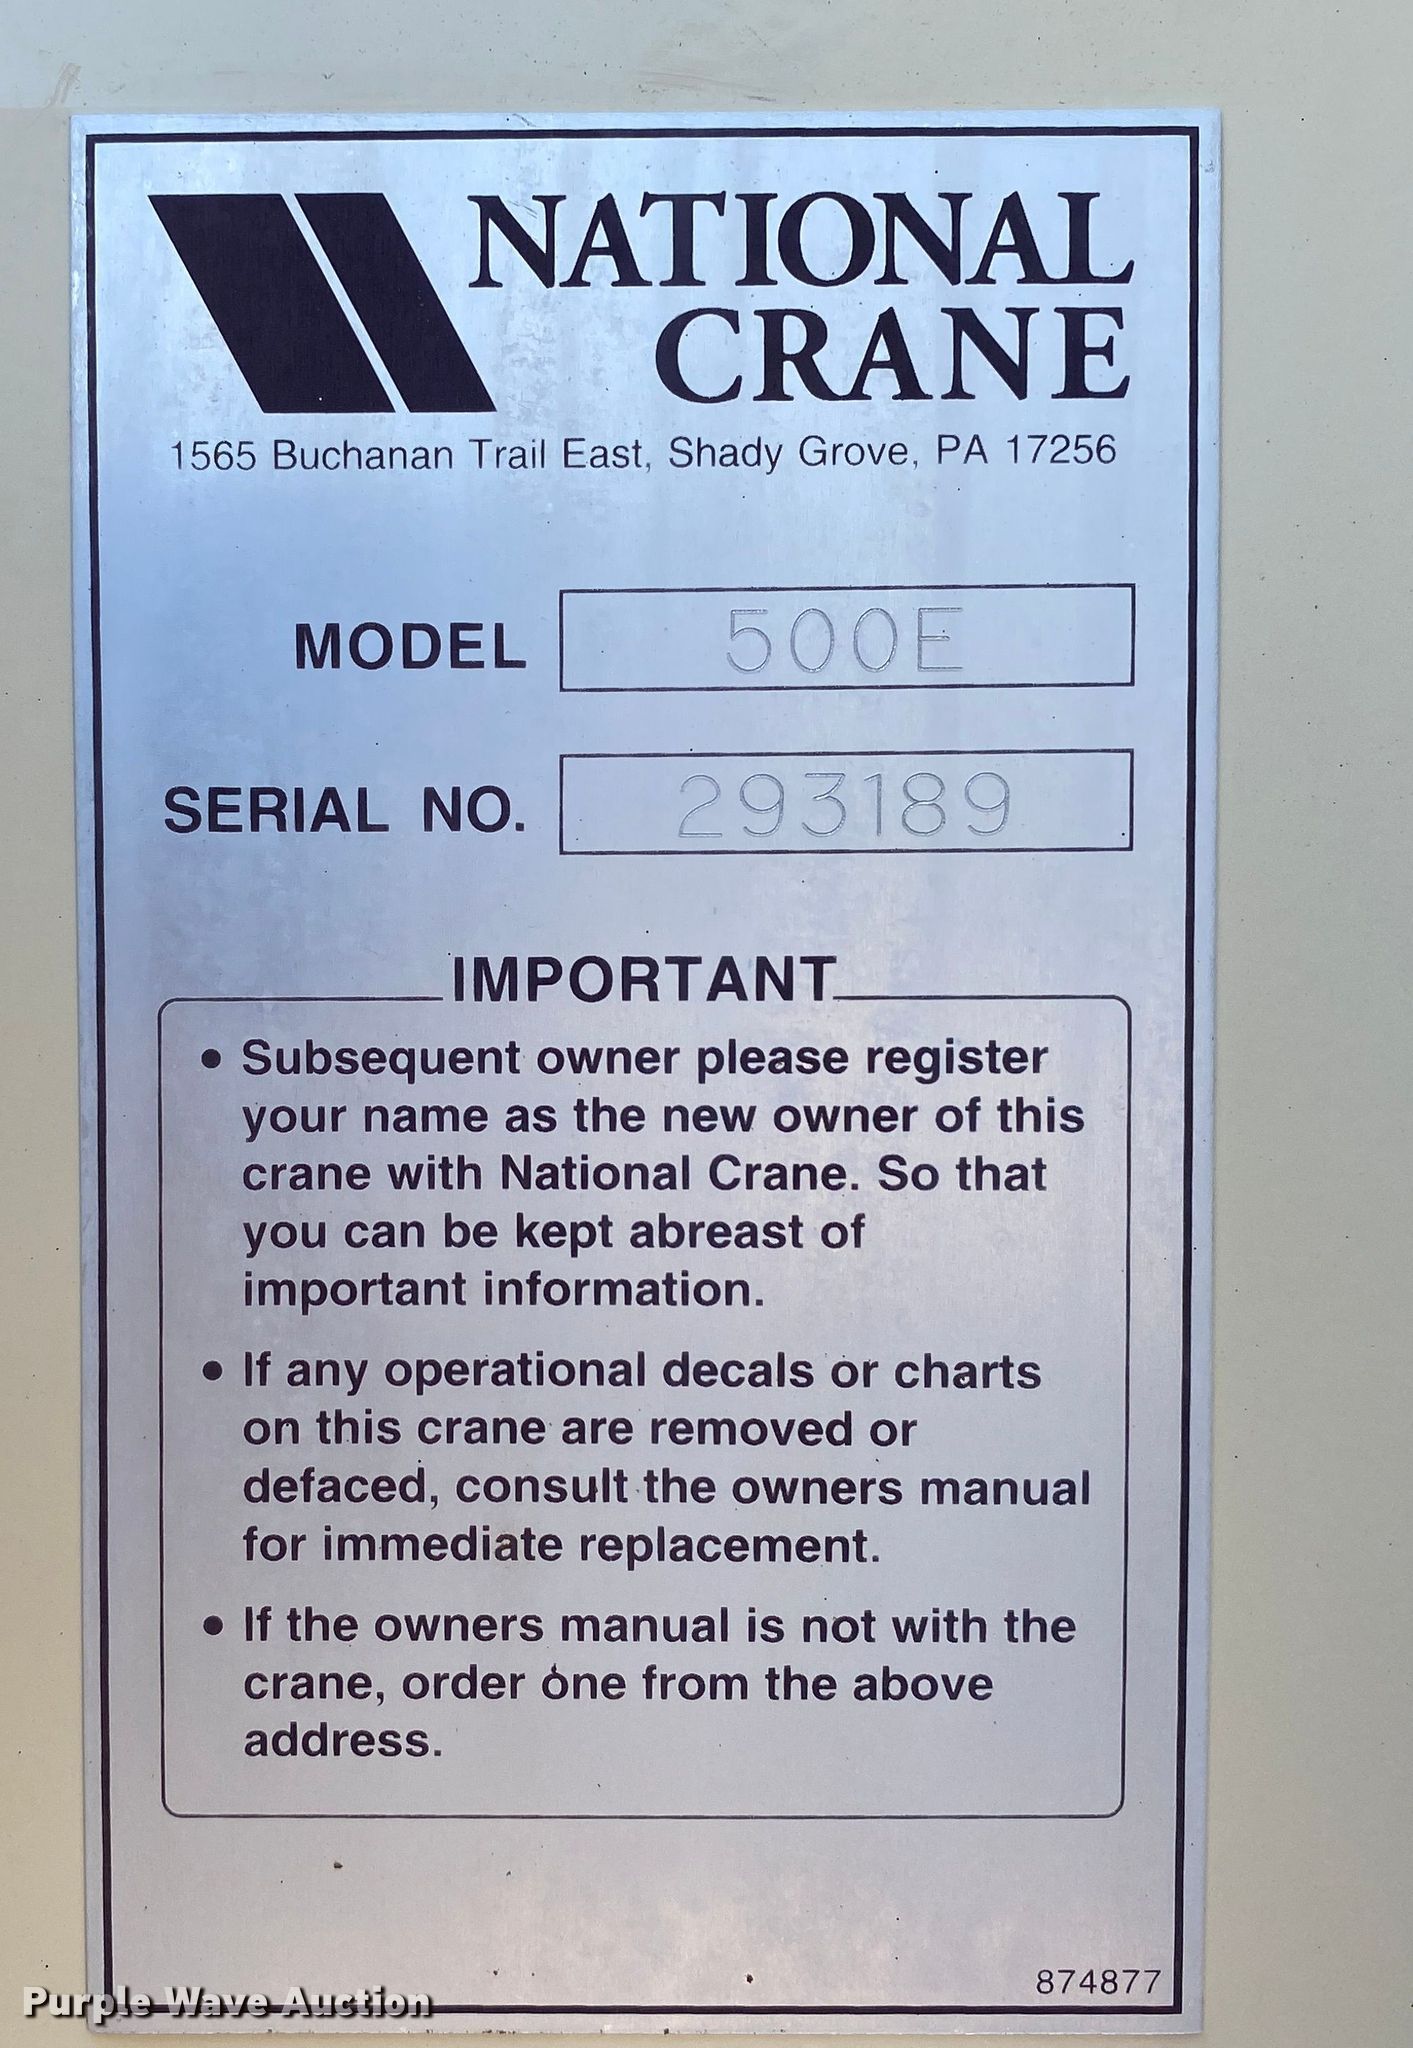 NATIONAL
CRANE
1565 Buchanan Trail East, Shady Grove, PA 17256
MODEL 500E
SERIAL NO. 293189
IMPORTANT
• Subsequent owner please register
your name as the new owner of this
crane with National Crane. So that
you can be kept abreast of
important information.
• If any operational decals or charts
on this crane are removed or
defaced, consult the owners manual
for immediate replacement.
• If the owners manual is not with the
crane, order one from the above
address.
874877
Purple Wave Auction